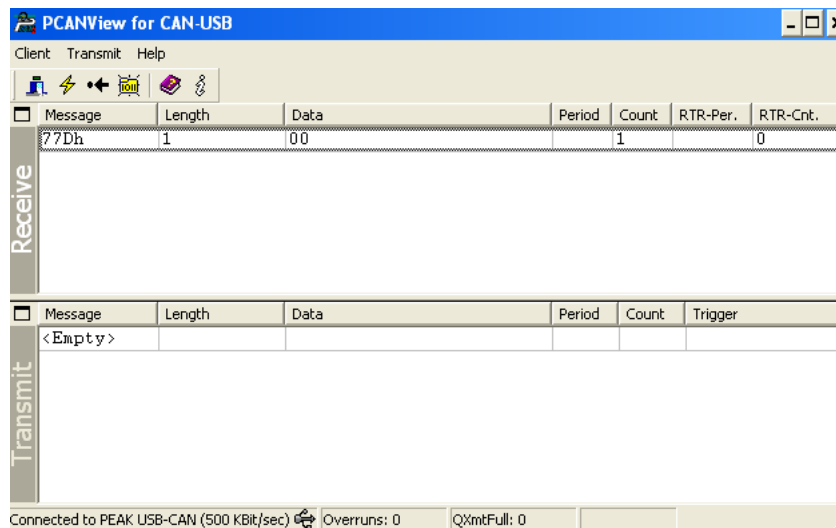 PCANView for CAN-USB
Client Transmit Help
Message Length Data Period Count RTR-Per. RTR-Cnt.
77Dh 1 00 1 0
Receive
Message Length Data Period Count Trigger
<Empty>
Transmit
Connected to PEAK USB-CAN (500 KBit/sec) Overruns: 0 QXmtFull: 0